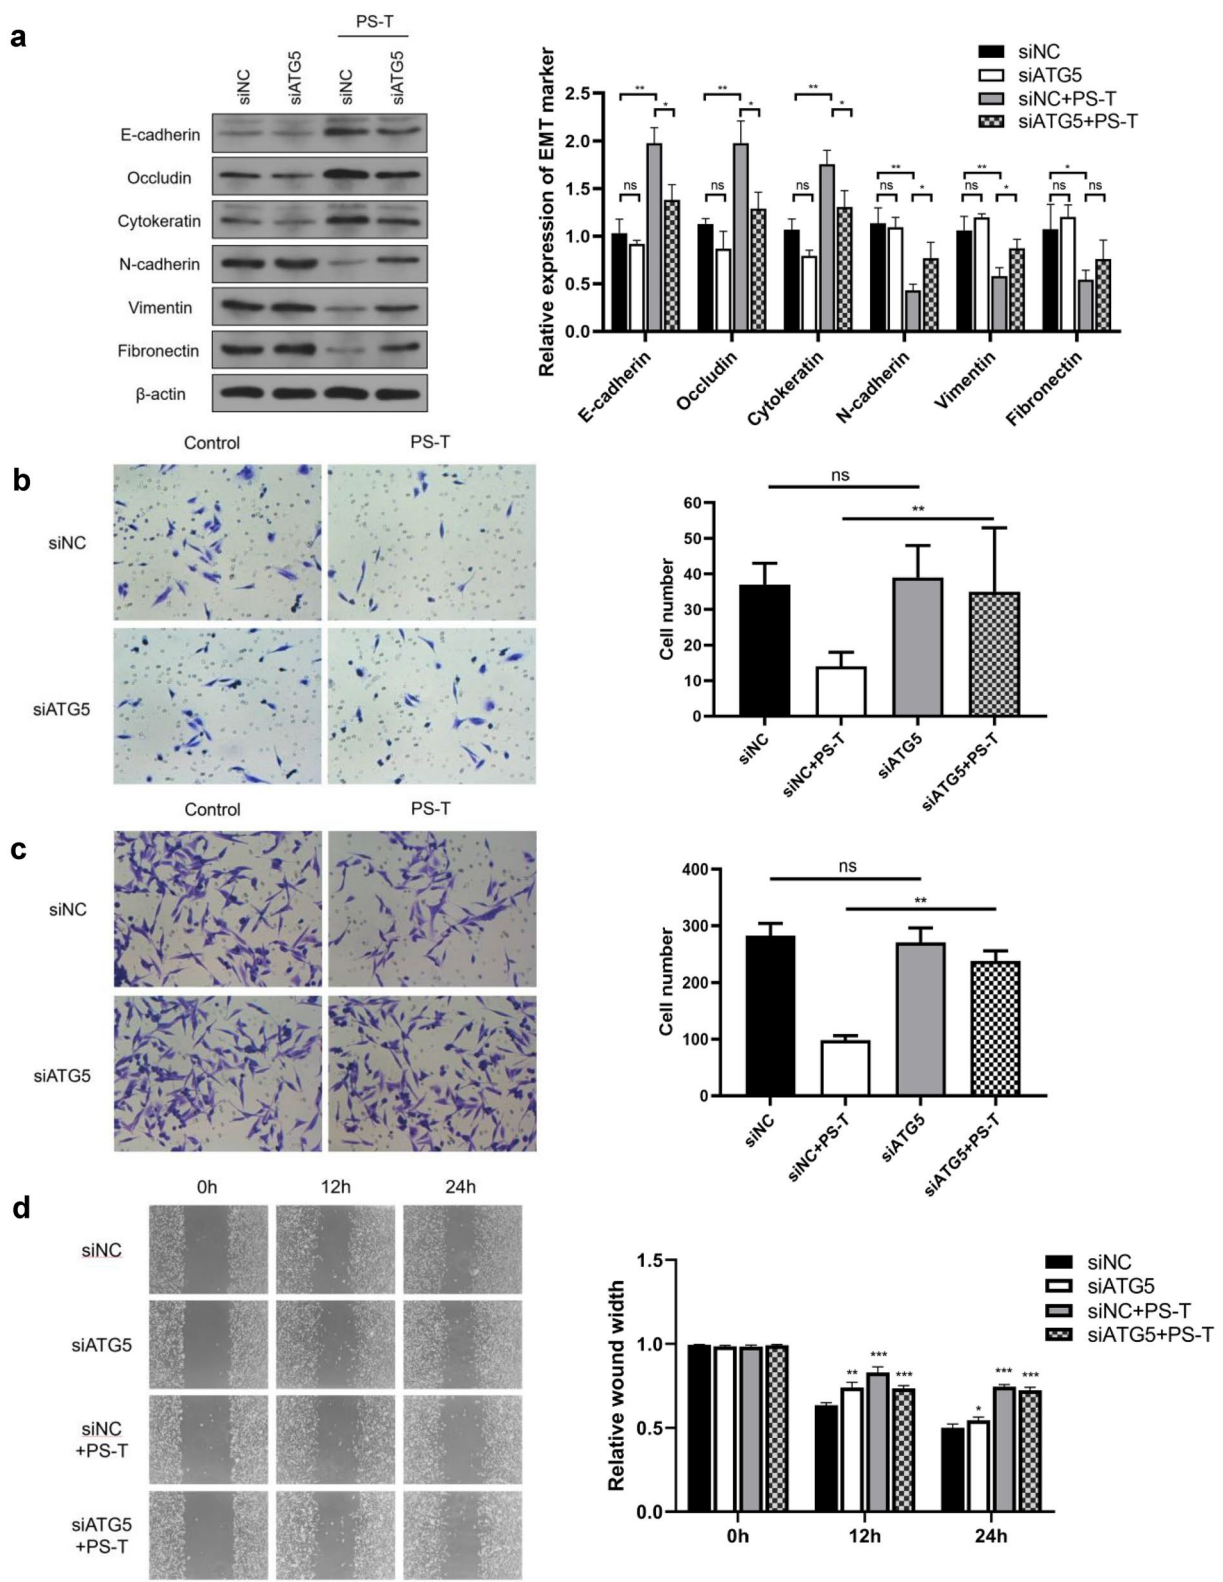 a
PS-T
siNC
siATG5
siNC
siATG5
E-cadherin
Occludin
Cytokeratin
N-cadherin
Vimentin
Fibronectin
β-actin
siNC
siATG5
siNC+PS-T
siATG5+PS-T
Relative expression of EMT marker
2.5
2.0
1.5
1.0
0.5
0.0
** * ** * ** * ** * ** * * ns
ns ns ns ns ns ns
E-cadherin
Occludin
Cytokeratin
N-cadherin
Vimentin
Fibronectin
b
Control
PS-T
siNC
siATG5
Cell number
60
50
40
30
20
10
0
ns
**
siNC
siNC+PS-T
siATG5
siATG5+PS-T
c
Control
PS-T
siNC
siATG5
Cell number
400
300
200
100
0
ns
**
siNC
siNC+PS-T
siATG5
siATG5+PS-T
d
0h
12h
24h
siNC
siATG5
siNC
+PS-T
siATG5
+PS-T
siNC
siATG5
siNC+PS-T
siATG5+PS-T
Relative wound width
1.5
1.0
0.5
0.0
** *** ***
* *** ***
0h
12h
24h